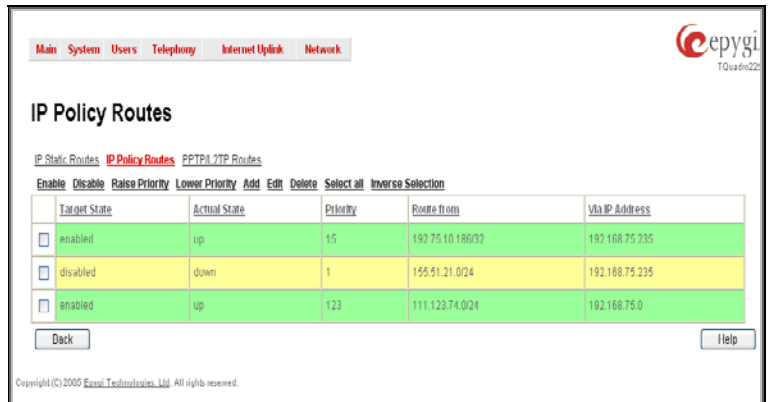 Main System Users Telephony Internet Uplink Network
epygi
IP Policy Routes
IP Static Routes IP Policy Routes PPTP/L2TP Routes
Enable Disable Raise Priority Lower Priority Add Edit Delete Select all Inverse Selection
Target State Actual State Priority Route from Via IP Address
enabled up 15 192.75.10.186/32 192.168.75.235
disabled down 1 155.51.21.0/24 192.168.75.235
enabled up 123 111.123.74.0/24 192.168.75.0
Back Help
Copyright (C) 2005 Epygi Technologies, Ltd. All rights reserved.